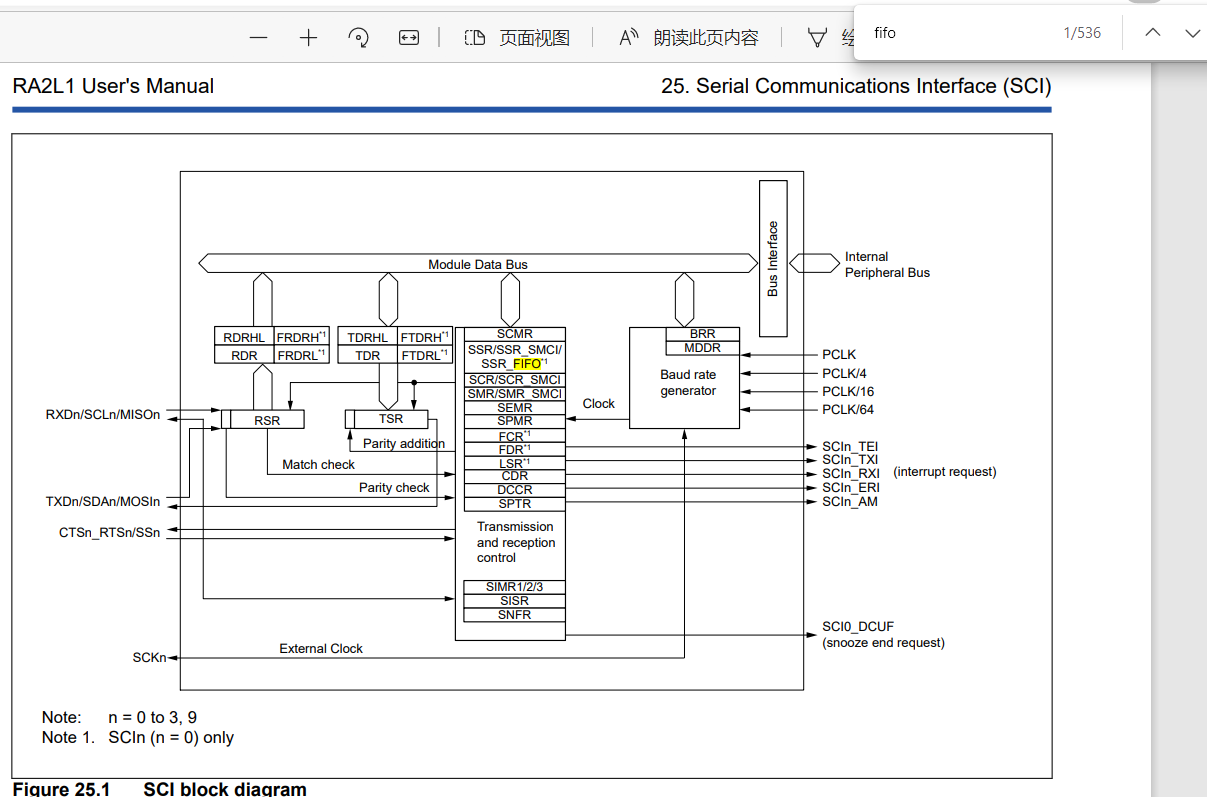 页面视图
朗读此页内容
绘
fifo
1/536
RA2L1 User's Manual
25. Serial Communications Interface (SCI)
Bus Interface
Module Data Bus
Internal
Peripheral Bus
RDRHL FRDRH*1
RDR FRDRL*1
TDRHL FTDRH*1
TDR FTDRL*1
SCMR
SSR/SSR_SMCI/
SSR_FIFO*1
SCR/SCR_SMCI
SMR/SMR_SMCI
SEMR
SPMR
FCR*1
FDR*1
LSR*1
CDR
DCCR
SPTR
Transmission
and reception
control
SIMR1/2/3
SISR
SNFR
BRR
MDDR
Baud rate
generator
Clock
PCLK
PCLK/4
PCLK/16
PCLK/64
RXDn/SCLn/MISOn
RSR
TSR
Parity addition
Match check
Parity check
TXDn/SDAn/MOSIn
CTSn_RTSn/SSn
SCIn_TEI
SCIn_TXI
SCIn_RXI (interrupt request)
SCIn_ERI
SCIn_AM
SCI0_DCUF
(snooze end request)
External Clock
SCKn
Note: n = 0 to 3, 9
Note 1. SCIn (n = 0) only
Figure 25.1 SCI block diagram